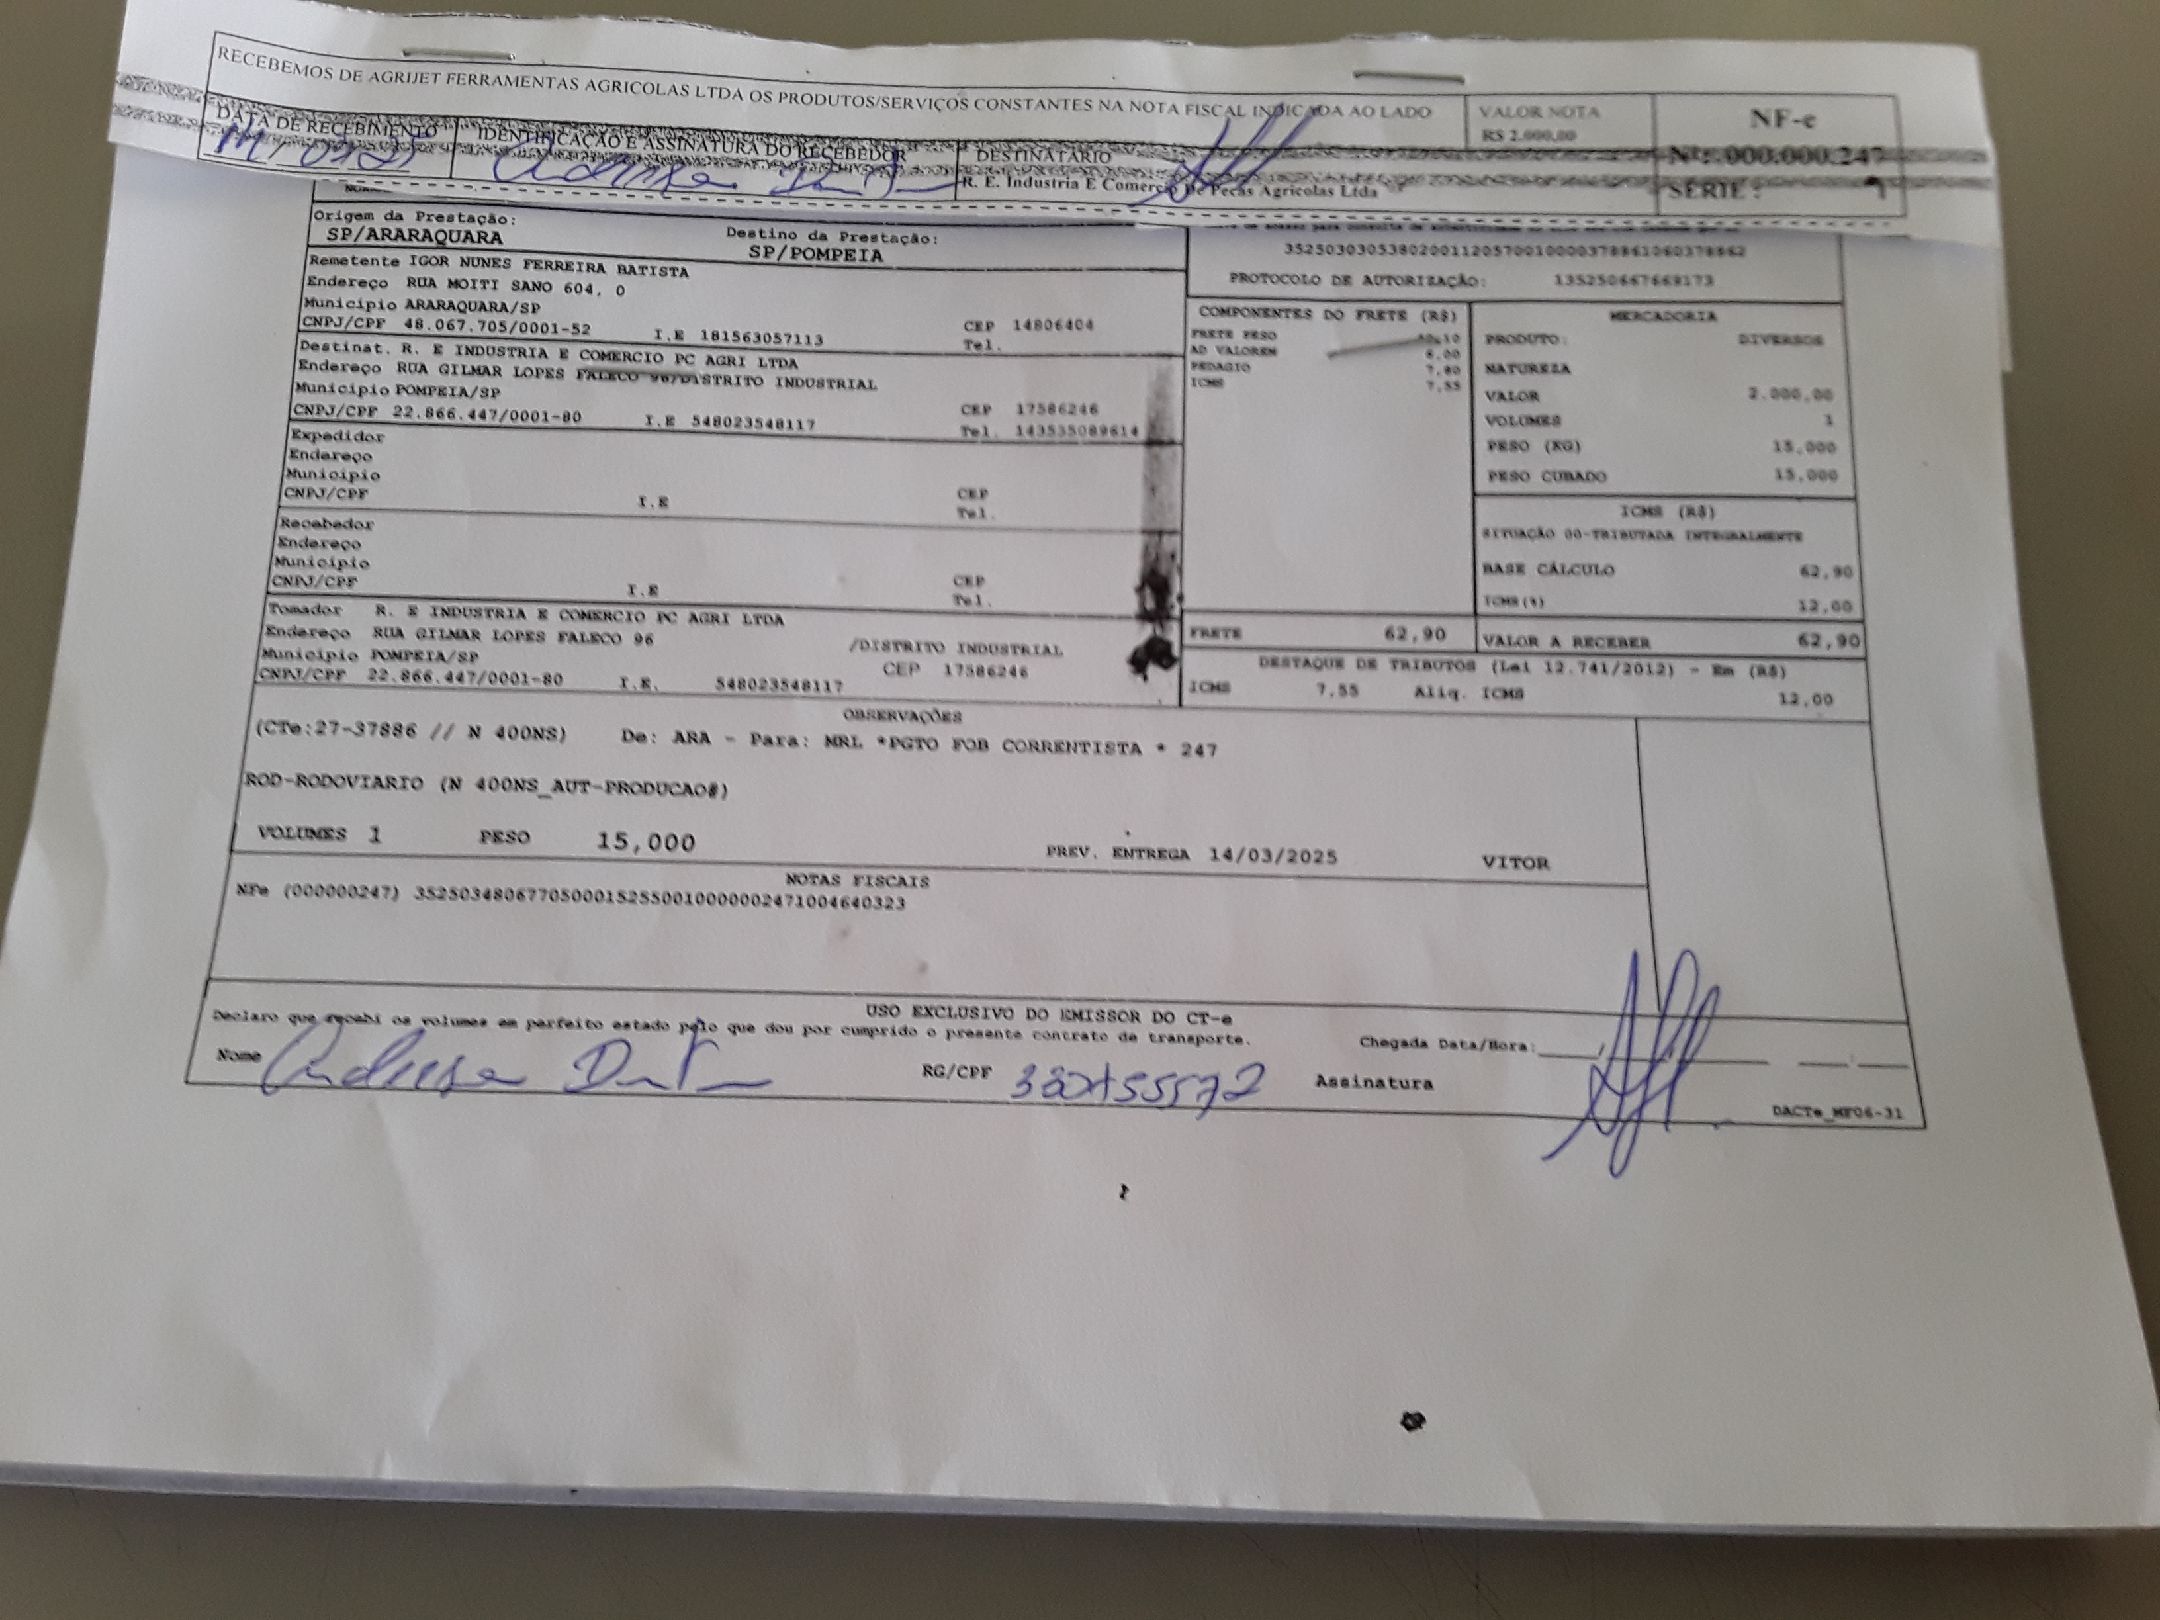 RECEBEMOS DE AGRIJET FERRAMENTAS AGRICOLAS LTDA OS PRODUTOS/SERVIÇOS CONSTANTES NA NOTA FISCAL INDICADA AO LADO
VALOR NOTA
R$ 2.000,00
NF-e
Nº: 000.000.247
SÉRIE :
DATA DE RECEBIMENTO
IDENTIFICAÇÃO E ASSINATURA DO RECEBEDOR
DESTINATÁRIO
R. E. Industria E Comercio De Pecas Agricolas Ltda
Origem da Prestação:
SP/ARARAQUARA
Destino da Prestação:
SP/POMPEIA
PROTOCOLO DE AUTORIZAÇÃO: 135250667669173
Remetente IGOR NUNES FERREIRA BATISTA
Endereço RUA MOITI SANO 604, 0
Município ARARAQUARA/SP
CNPJ/CPF 48.067.705/0001-52 I.E 181563057113 CEP 14806404
Tel.
Destinat. R. E INDUSTRIA E COMERCIO PC AGRI LTDA
Endereço RUA GILMAR LOPES FALECO 96/DISTRITO INDUSTRIAL
Município POMPEIA/SP
CNPJ/CPF 22.866.447/0001-80 I.E 548023548117 CEP 17586246
Tel. 143535089614
Expedidor
Endereço
Município
CNPJ/CPF I.E CEP
Tel.
Recebedor
Endereço
Município
CNPJ/CPF I.E CEP
Tel.
Tomador R. E INDUSTRIA E COMERCIO PC AGRI LTDA
Endereço RUA GILMAR LOPES FALECO 96 /DISTRITO INDUSTRIAL
Município POMPEIA/SP CEP 17586246
CNPJ/CPF 22.866.447/0001-80 I.E. 548023548117
COMPONENTES DO FRETE (R$)
FRETE PESO
AD VALOREM 6,00
PEDAGIO 7,80
ICMS 7,55
MERCADORIA
PRODUTO: DIVERSOS
NATUREZA
VALOR 2.000,00
VOLUMES 1
PESO (KG) 15,000
PESO CUBADO 15,000
ICMS (R$)
SITUAÇÃO 00-TRIBUTADA INTEGRALMENTE
BASE CÁLCULO 62,90
ICMS(%) 12,00
FRETE 62,90
VALOR A RECEBER 62,90
DESTAQUE DE TRIBUTOS (Lei 12.741/2012) - Em (R$)
ICMS 7,55 Aliq. ICMS 12,00
OBSERVAÇÕES
(CTe:27-37886 // N 400NS) De: ARA - Para: MRL *PGTO FOB CORRENTISTA * 247
ROD-RODOVIARIO (N 400NS_AUT-PRODUCAO#)
VOLUMES 1 PESO 15,000 PREV. ENTREGA 14/03/2025 VITOR
NOTAS FISCAIS
NFe (000000247) 35250348067705000152550010000002471004640323
USO EXCLUSIVO DO EMISSOR DO CT-e
Declaro que recebi os volumes em perfeito estado pelo que dou por cumprido o presente contrato de transporte.
Chegada Data/Hora:
Nome
RG/CPF
Assinatura
DACTe_MF06-31